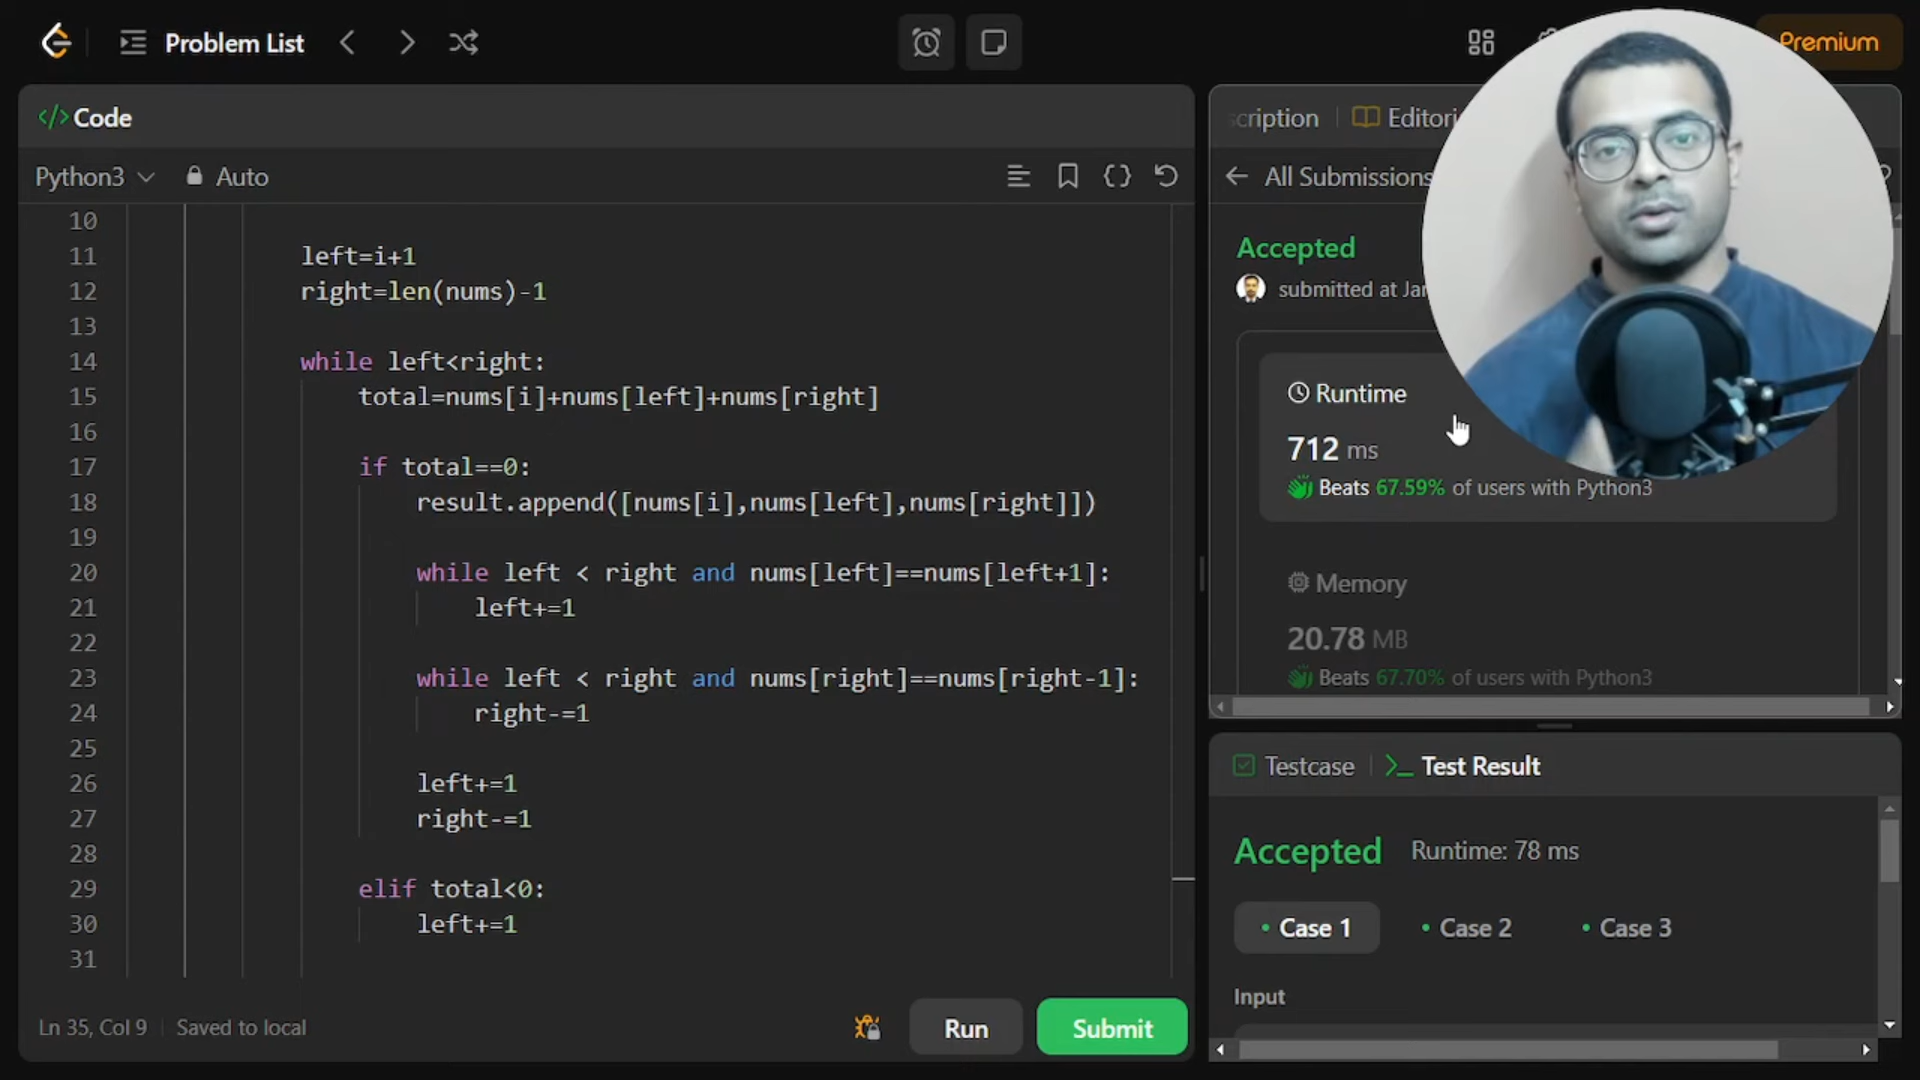 Problem List
Premium
</> Code
Python3
Auto
10
11 left=i+1
12 right=len(nums)-1
13
14 while left<right:
15 total=nums[i]+nums[left]+nums[right]
16
17 if total==0:
18 result.append([nums[i],nums[left],nums[right]])
19
20 while left < right and nums[left]==nums[left+1]:
21 left+=1
22
23 while left < right and nums[right]==nums[right-1]:
24 right-=1
25
26 left+=1
27 right-=1
28
29 elif total<0:
30 left+=1
31
Ln 35, Col 9
Saved to local
Run
Submit
scription
Editori
All Submissions
Accepted
submitted at Jan
Runtime
712 ms
Beats 67.59% of users with Python3
Memory
20.78 MB
Beats 67.70% of users with Python3
Testcase
Test Result
Accepted Runtime: 78 ms
Case 1 Case 2 Case 3
Input